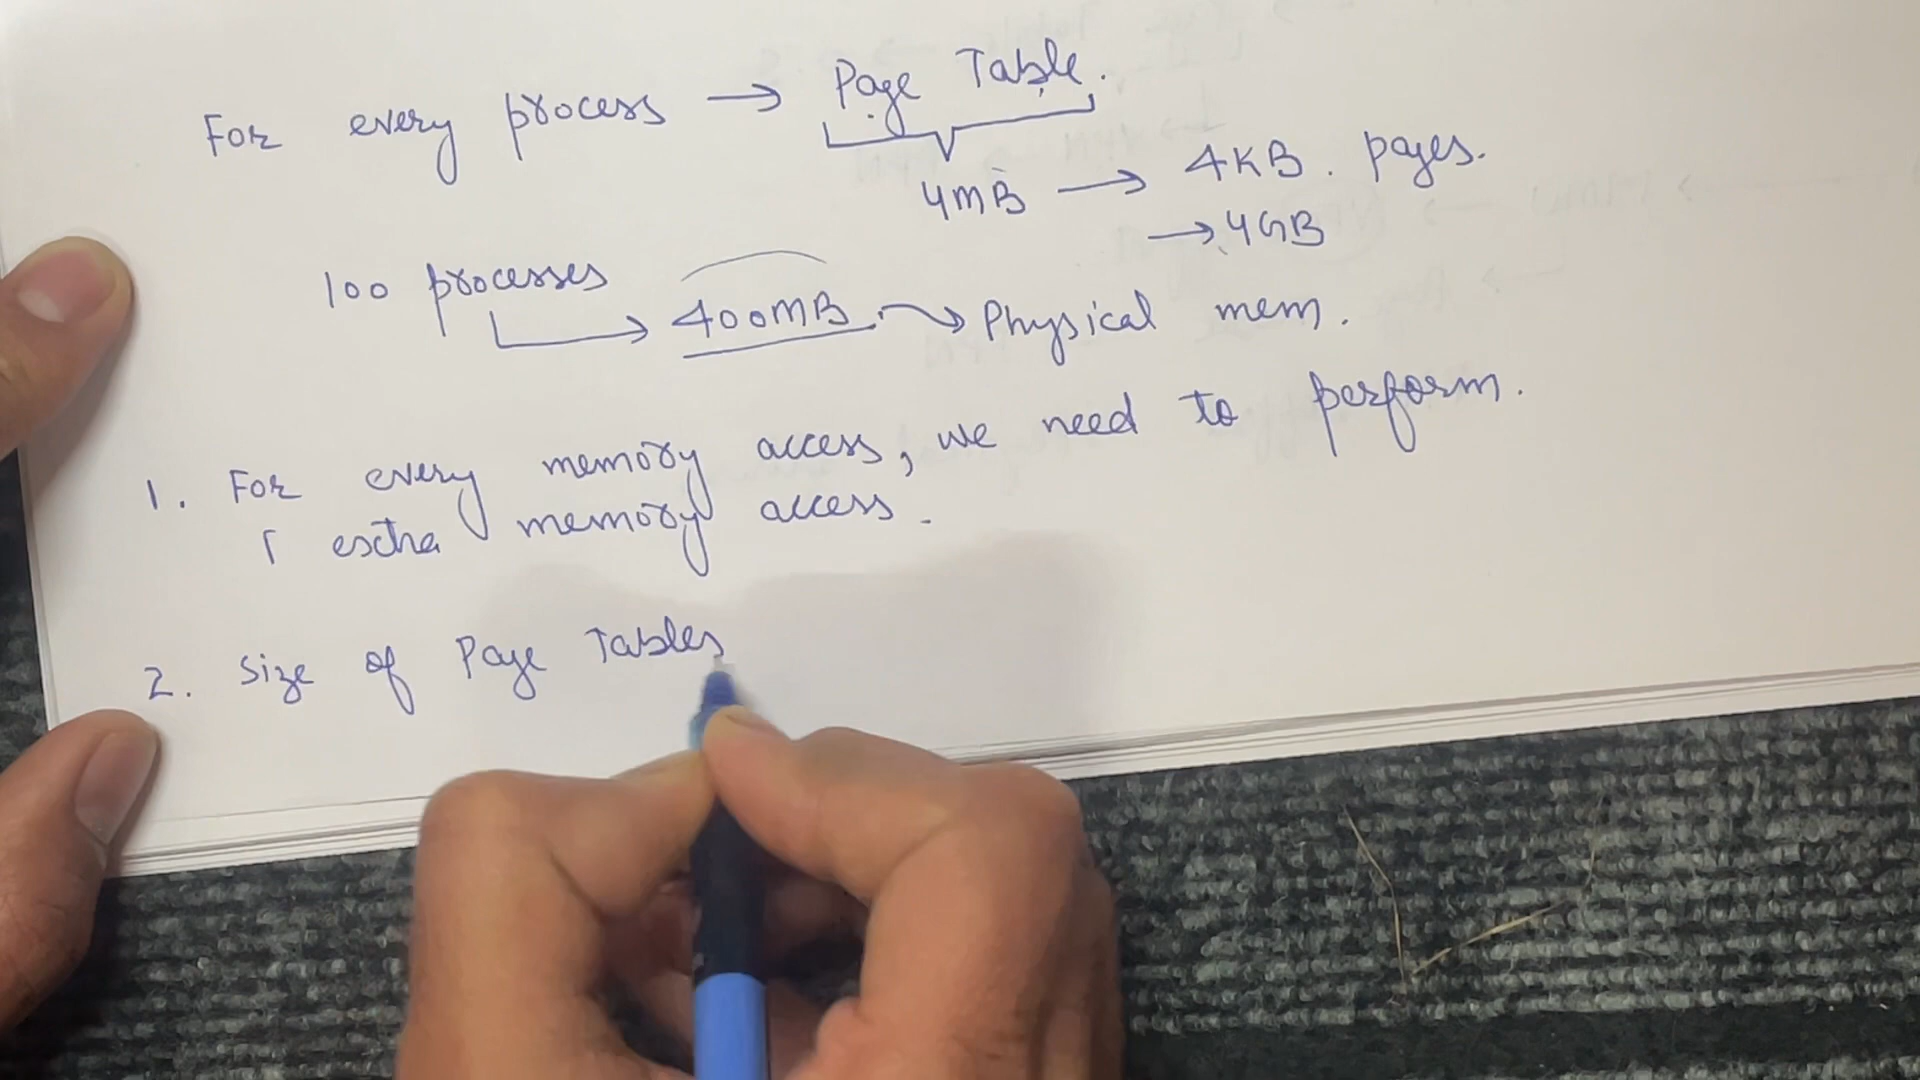 For every process → Page Table.
4MB → 4KB. pages.
→ 4GB
100 processes
→ 400MB. → Physical mem.
1. For every memory access, we need to perform.
1 extra memory access.
2. Size of Page Tables